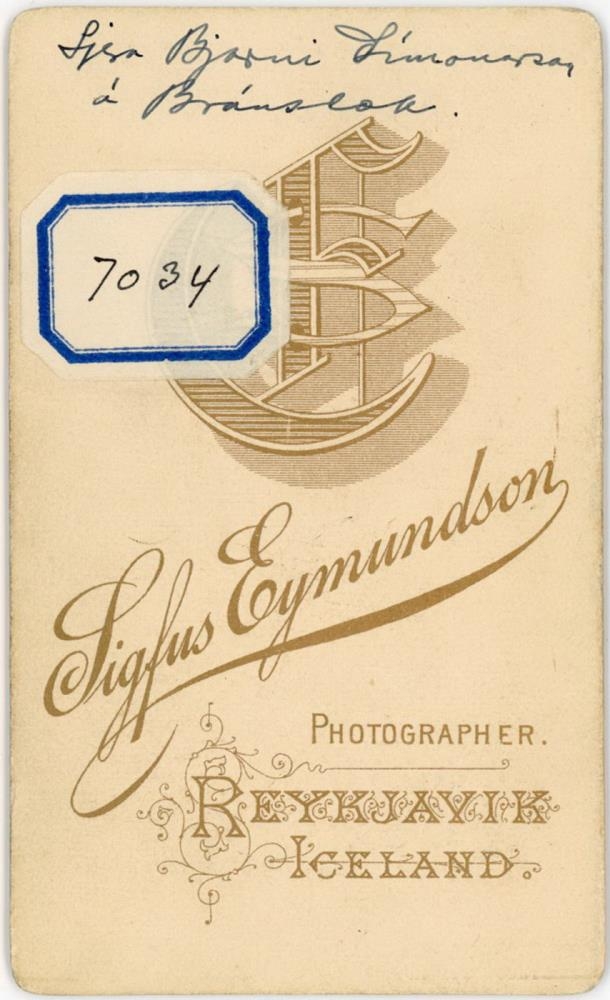 Sjera Bjarni Símonarson
á Brjánslæk.
7034
E
Sigfus Eymundson
PHOTOGRAPHER.
REYKJAVIK
ICELAND.